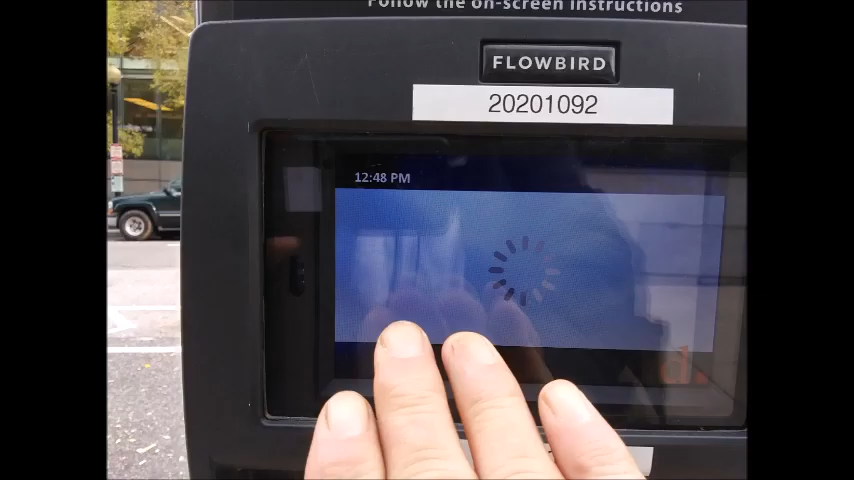 Follow the on-screen instructions
FLOWBIRD
20201092
12:48 PM
d.